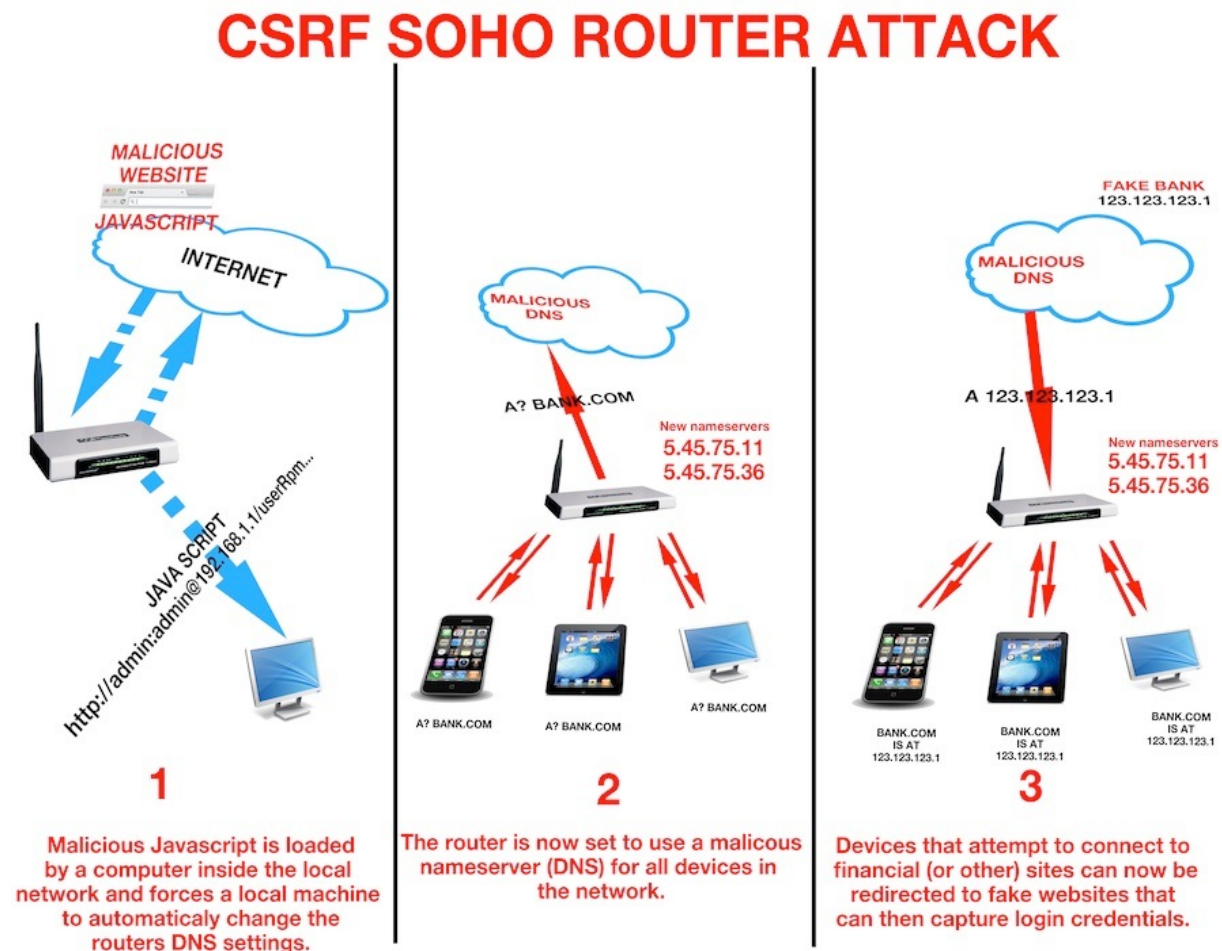 CSRF SOHO ROUTER ATTACK
MALICIOUS
WEBSITE
JAVASCRIPT
INTERNET
JAVA SCRIPT
http://admin:admin@192.168.1.1/userRpm...
1
Malicious Javascript is loaded
by a computer inside the local
network and forces a local machine
to automaticaly change the
routers DNS settings.
MALICIOUS
DNS
A? BANK.COM
New nameservers
5.45.75.11
5.45.75.36
A? BANK.COM
A? BANK.COM
A? BANK.COM
2
The router is now set to use a malicous
nameserver (DNS) for all devices in
the network.
FAKE BANK
123.123.123.1
MALICIOUS
DNS
A 123.123.123.1
New nameservers
5.45.75.11
5.45.75.36
BANK.COM
IS AT
123.123.123.1
BANK.COM
IS AT
123.123.123.1
BANK.COM
IS AT
123.123.123.1
3
Devices that attempt to connect to
financial (or other) sites can now be
redirected to fake websites that
can then capture login credentials.